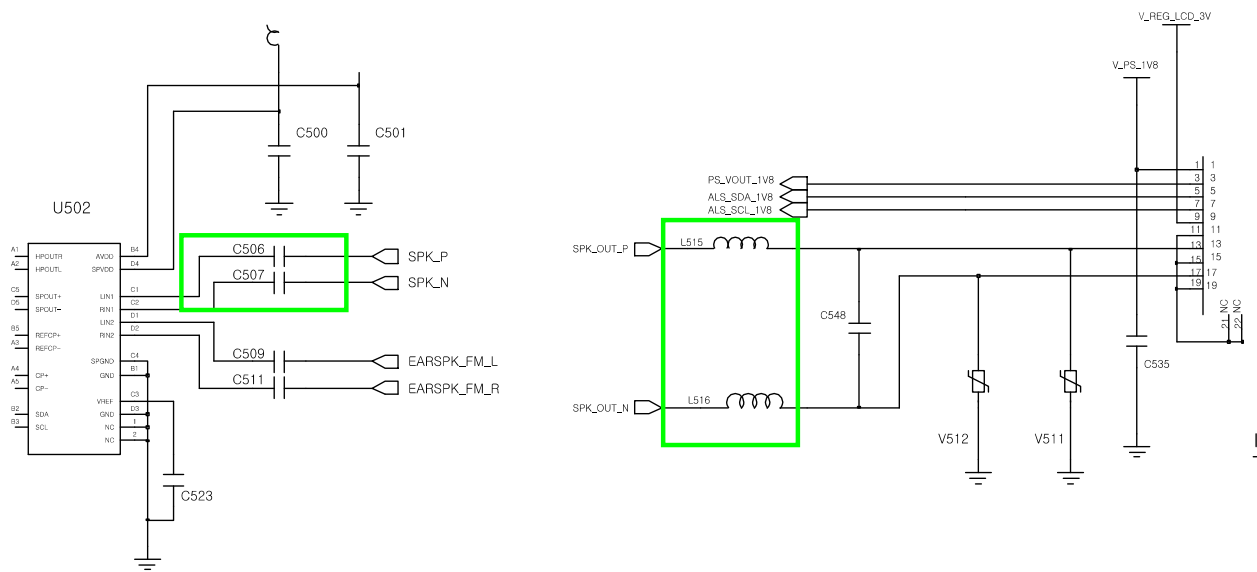 V_REG_LCD_3V
V_PS_1V8
C500 C501
U502
A1 HPOUTR AVDD B4
A2 HPOUTL SPVDD D4
C5 SPOUT+ LIN1 C1
D5 SPOUT- RIN1 C2
LIN2 D1
B5 REFCP+ RIN2 D2
A3 REFCP-
SPGND C4
A4 CP+ GND B1
A5 CP-
VREF C3
B2 SDA GND D3
B3 SCL NC 1
NC 2
C506 SPK_P
C507 SPK_N
C509 EARSPK_FM_L
C511 EARSPK_FM_R
C523
PS_VOUT_1V8
ALS_SDA_1V8
ALS_SCL_1V8
SPK_OUT_P L515
C548
SPK_OUT_N L516
V512 V511
C535
1 1
3 3
5 5
7 7
9 9
11 11
13 13
15 15
17 17
19 19
21 NC
22 NC